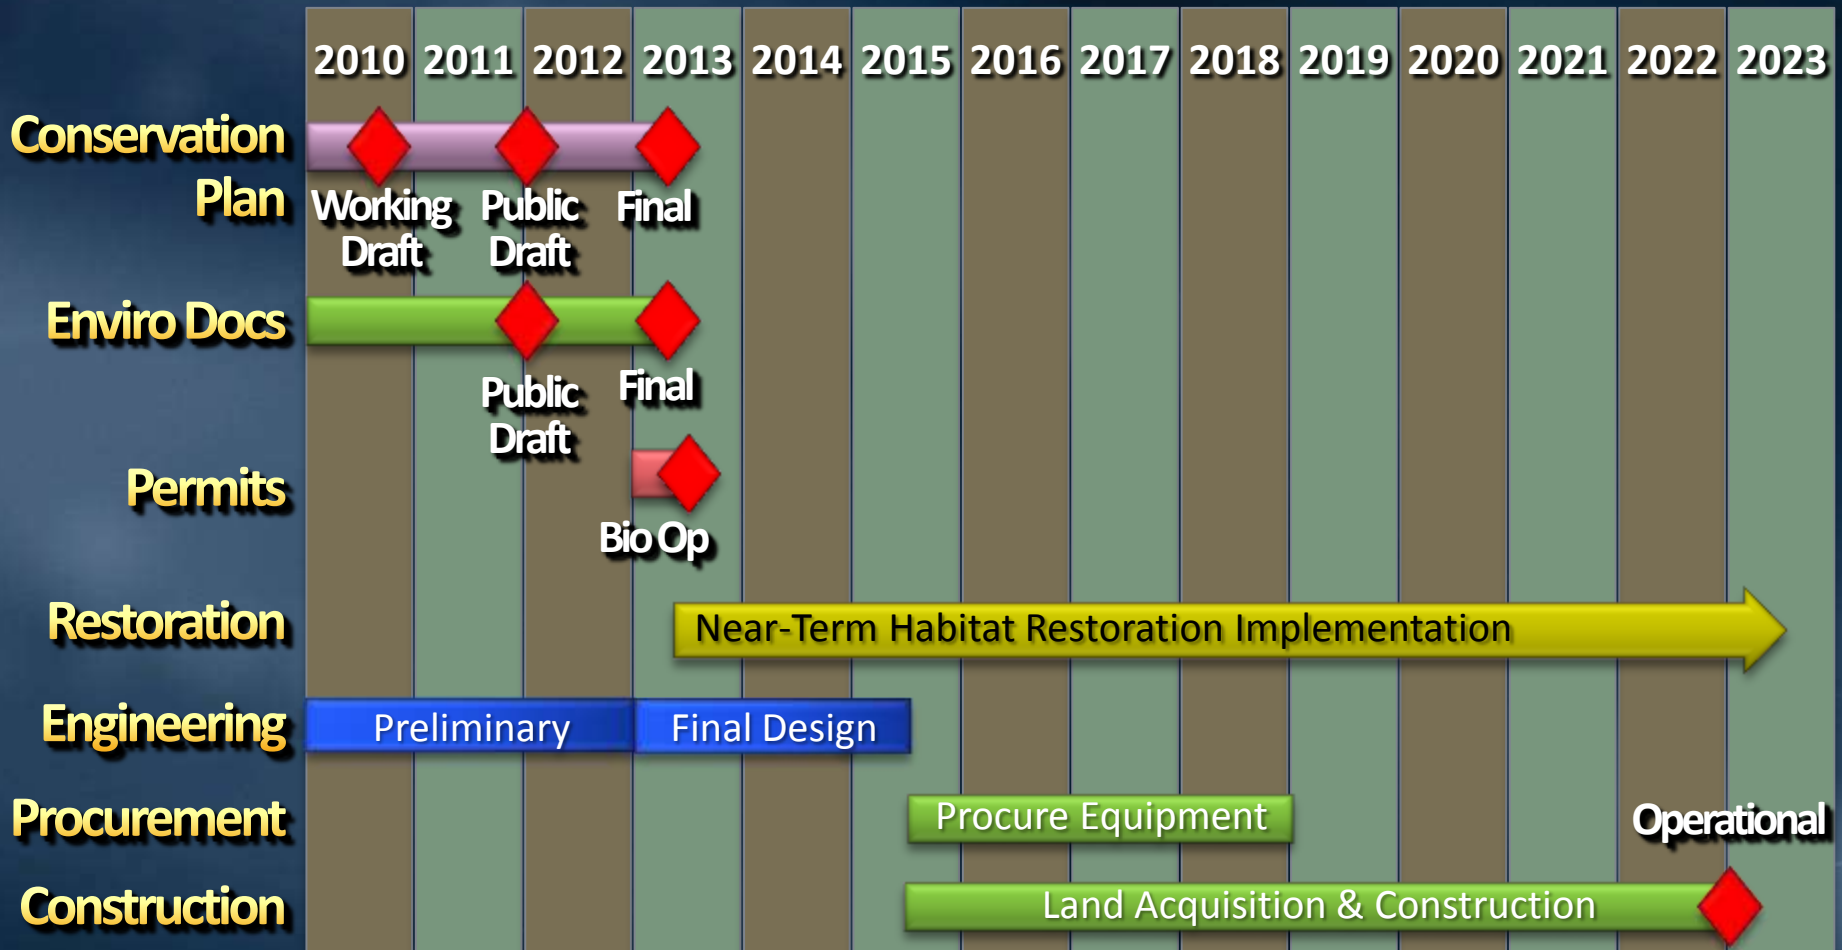 2010 2011 2012 2013 2014 2015 2016 2017 2018 2019 2020 2021 2022 2023
Conservation
Plan
Working
Draft
Public
Draft
Final
Enviro Docs
Public
Draft
Final
Permits
Bio Op
Restoration
Near-Term Habitat Restoration Implementation
Engineering
Preliminary
Final Design
Procurement
Procure Equipment
Operational
Construction
Land Acquisition & Construction